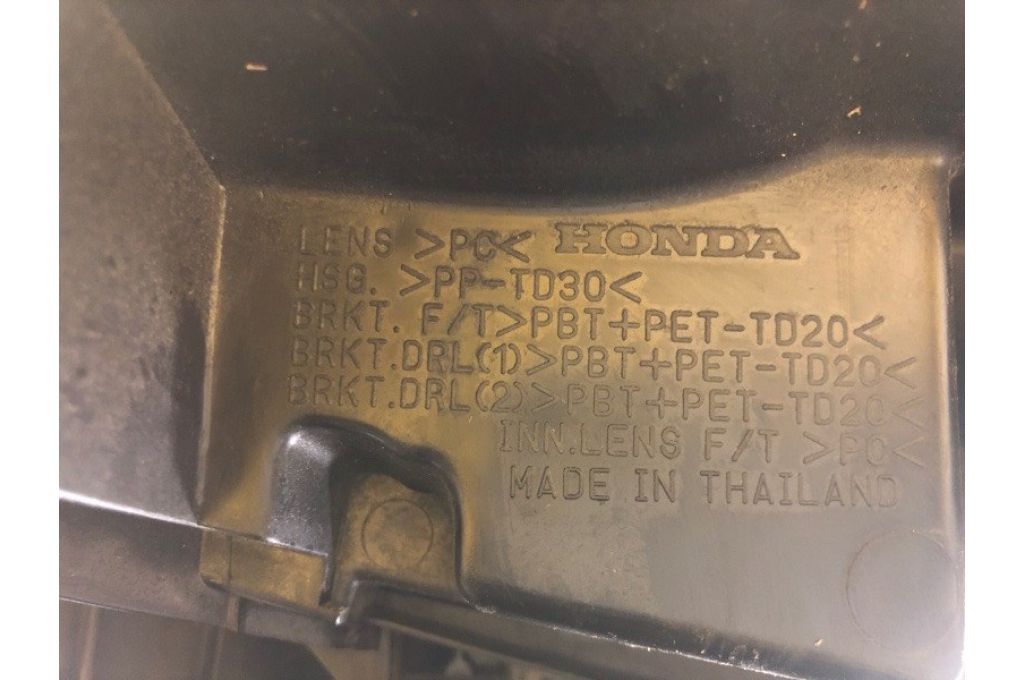 LENS >PC< HONDA
HSG. >PP-TD30<
BRKT. F/T>PBT+PET-TD20<
BRKT.DRL(1)>PBT+PET-TD20<
BRKT.DRL(2)>PBT+PET-TD20<
INN.LENS F/T >PC<
MADE IN THAILAND